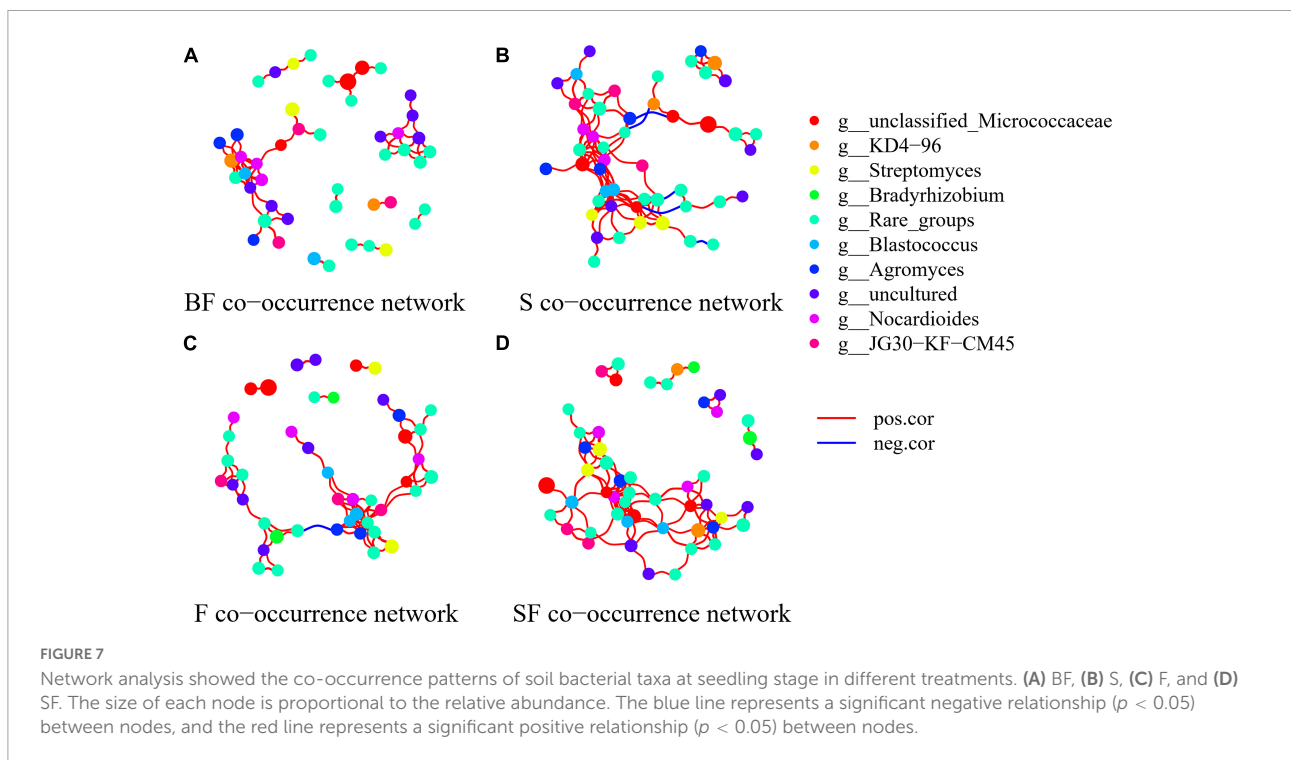 A
B
BF co−occurrence network
S co−occurrence network
C
D
F co−occurrence network
SF co−occurrence network
g__unclassified_Micrococcaceae
g__KD4−96
g__Streptomyces
g__Bradyrhizobium
g__Rare_groups
g__Blastococcus
g__Agromyces
g__uncultured
g__Nocardioides
g__JG30−KF−CM45
pos.cor
neg.cor
FIGURE 7
Network analysis showed the co-occurrence patterns of soil bacterial taxa at seedling stage in different treatments. (A) BF, (B) S, (C) F, and (D)
SF. The size of each node is proportional to the relative abundance. The blue line represents a significant negative relationship (p < 0.05)
between nodes, and the red line represents a significant positive relationship (p < 0.05) between nodes.